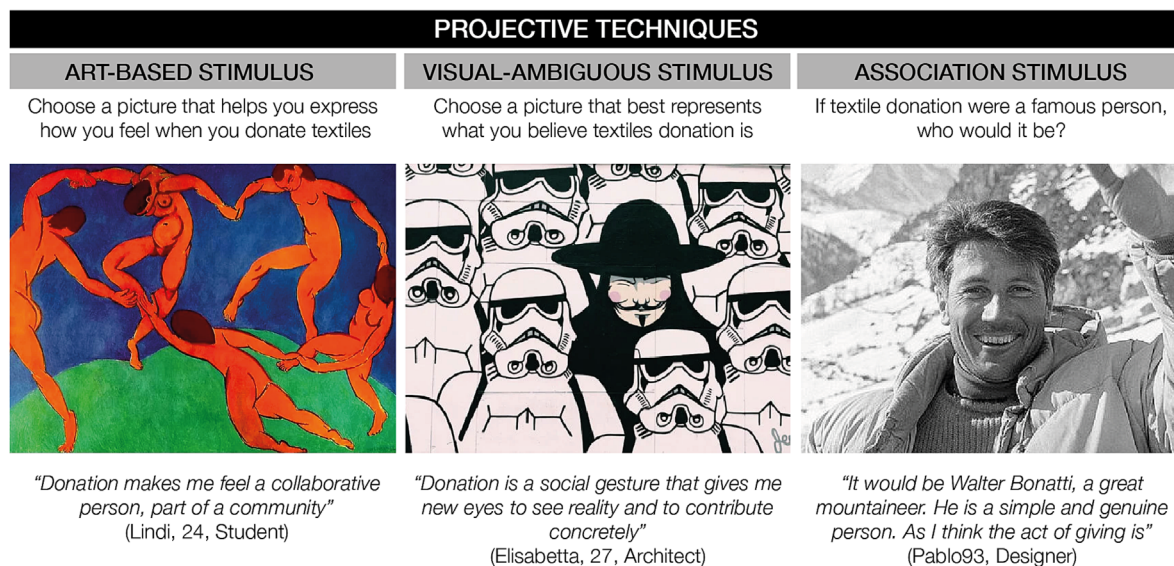 PROJECTIVE TECHNIQUES
ART-BASED STIMULUS
Choose a picture that helps you express
how you feel when you donate textiles
“Donation makes me feel a collaborative
person, part of a community”
(Lindi, 24, Student)
VISUAL-AMBIGUOUS STIMULUS
Choose a picture that best represents
what you believe textiles donation is
“Donation is a social gesture that gives me
new eyes to see reality and to contribute
concretely”
(Elisabetta, 27, Architect)
ASSOCIATION STIMULUS
If textile donation were a famous person,
who would it be?
“It would be Walter Bonatti, a great
mountaineer. He is a simple and genuine
person. As I think the act of giving is”
(Pablo93, Designer)